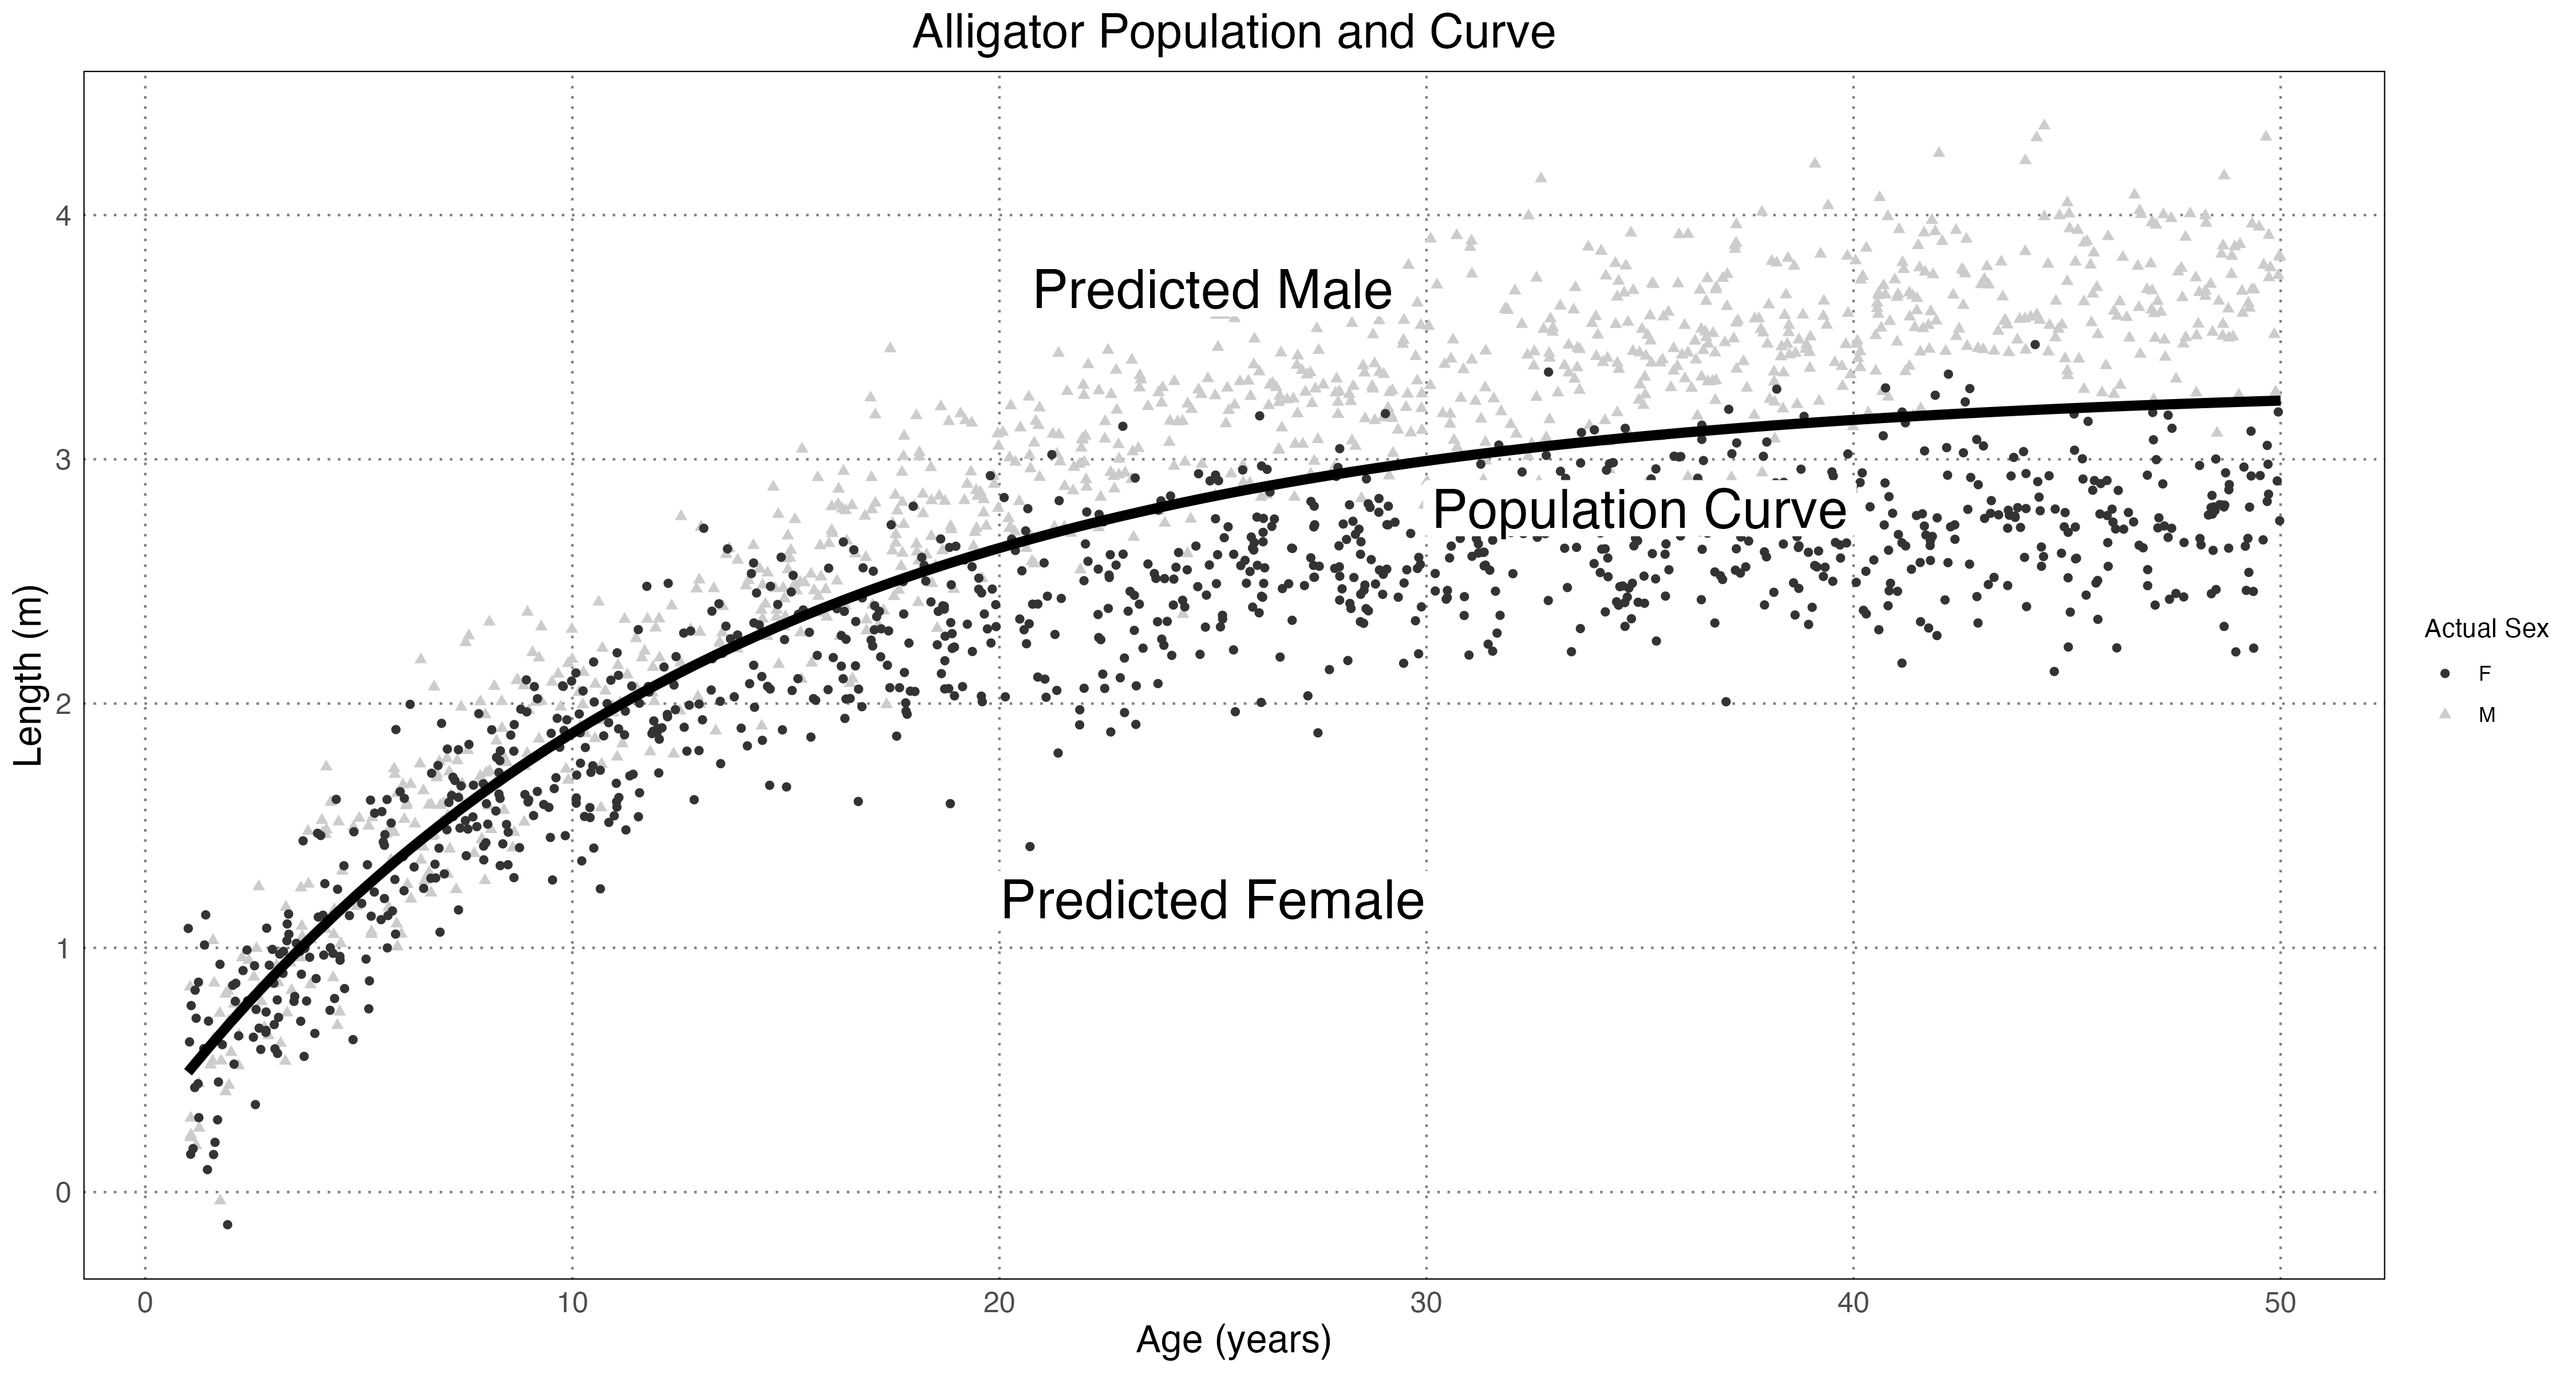 Alligator Population and Curve
Length (m)
4
3
2
1
0
Predicted Male
Population Curve
Predicted Female
0 10 20 30 40 50
Age (years)
Actual Sex
F
M